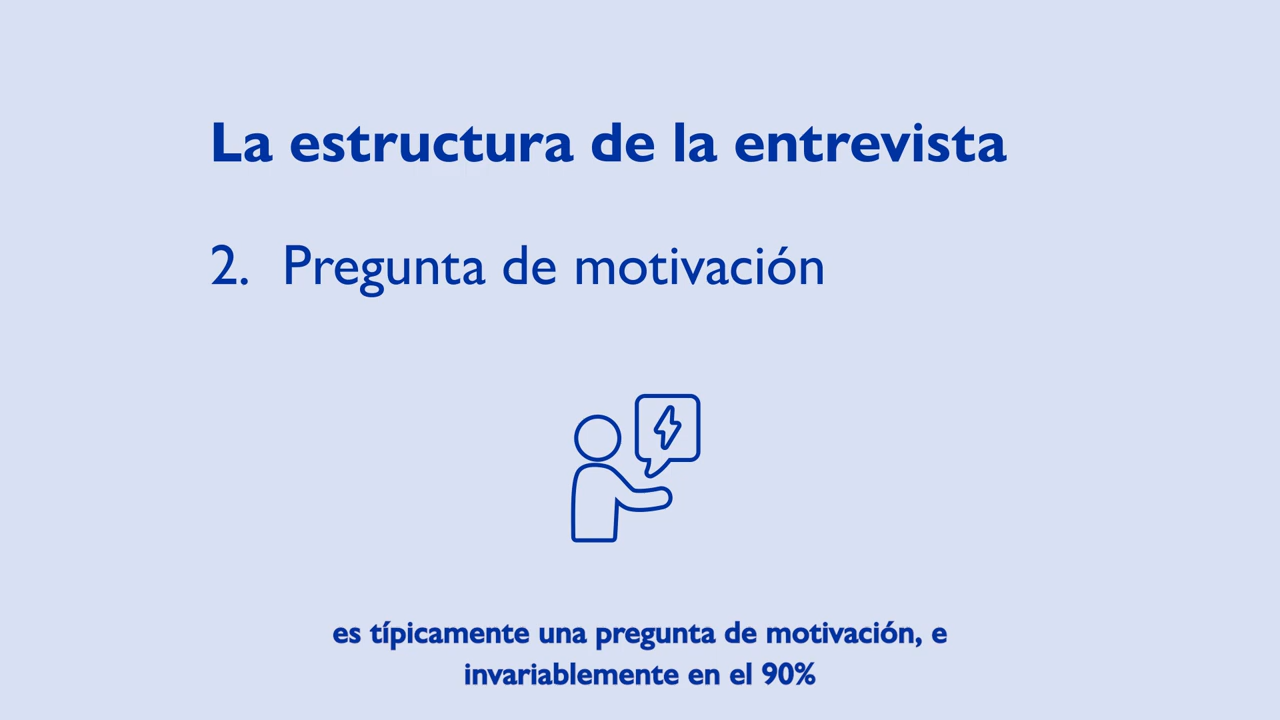 La estructura de la entrevista
2. Pregunta de motivación
es típicamente una pregunta de motivación, e
invariablemente en el 90%